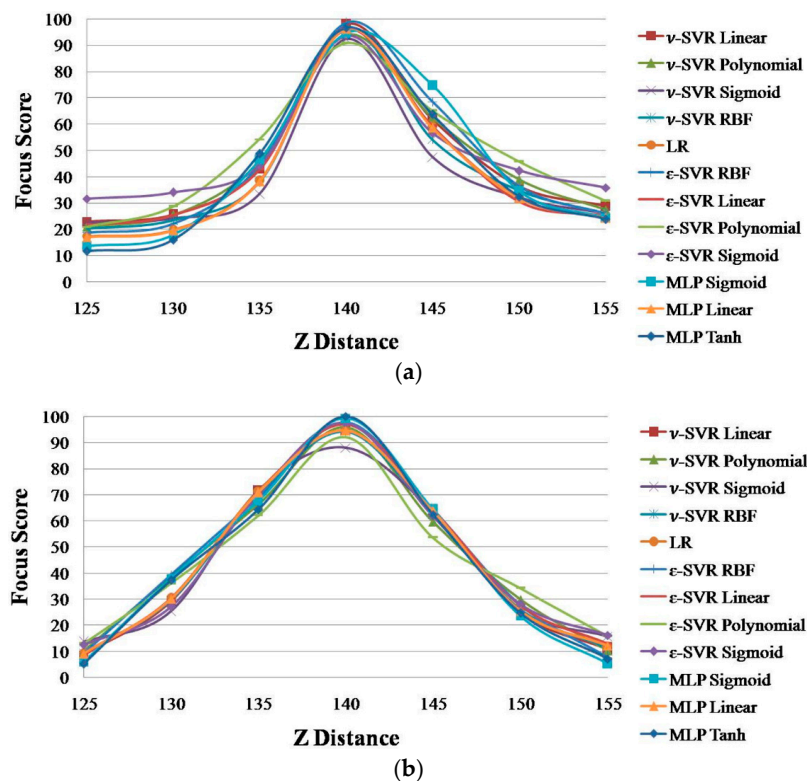 100
90
80
70
60
50
40
30
20
10
0
Focus Score
125 130 135 140 145 150 155
Z Distance
ν-SVR Linear
ν-SVR Polynomial
ν-SVR Sigmoid
ν-SVR RBF
LR
ε-SVR RBF
ε-SVR Linear
ε-SVR Polynomial
ε-SVR Sigmoid
MLP Sigmoid
MLP Linear
MLP Tanh
(a)
100
90
80
70
60
50
40
30
20
10
0
Focus Score
125 130 135 140 145 150 155
Z Distance
ν-SVR Linear
ν-SVR Polynomial
ν-SVR Sigmoid
ν-SVR RBF
LR
ε-SVR RBF
ε-SVR Linear
ε-SVR Polynomial
ε-SVR Sigmoid
MLP Sigmoid
MLP Linear
MLP Tanh
(b)